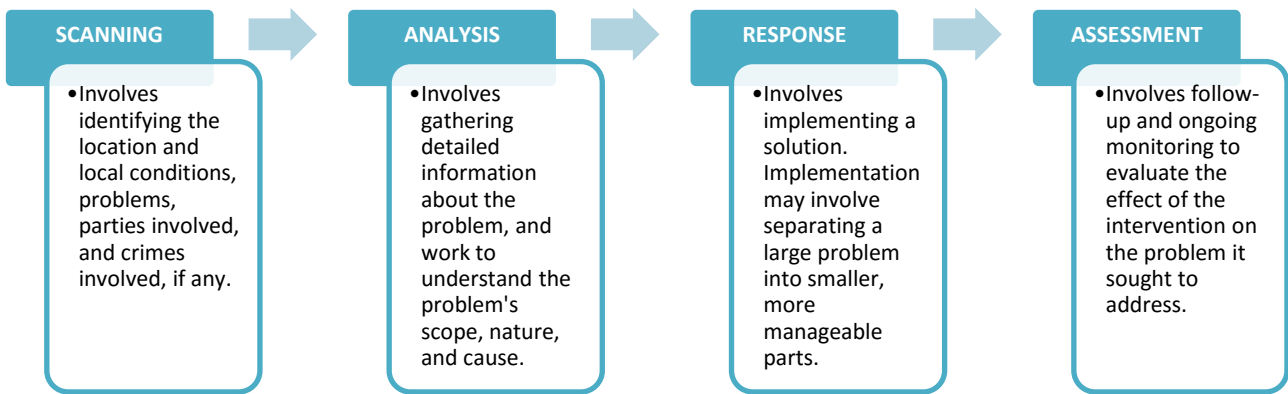 SCANNING
•Involves
identifying the
location and
local conditions,
problems,
parties involved,
and crimes
involved, if any.
ANALYSIS
•Involves
gathering
detailed
information
about the
problem, and
work to
understand the
problem's
scope, nature,
and cause.
RESPONSE
•Involves
implementing a
solution.
Implementation
may involve
separating a
large problem
into smaller,
more
manageable
parts.
ASSESSMENT
•Involves follow-
up and ongoing
monitoring to
evaluate the
effect of the
intervention on
the problem it
sought to
address.